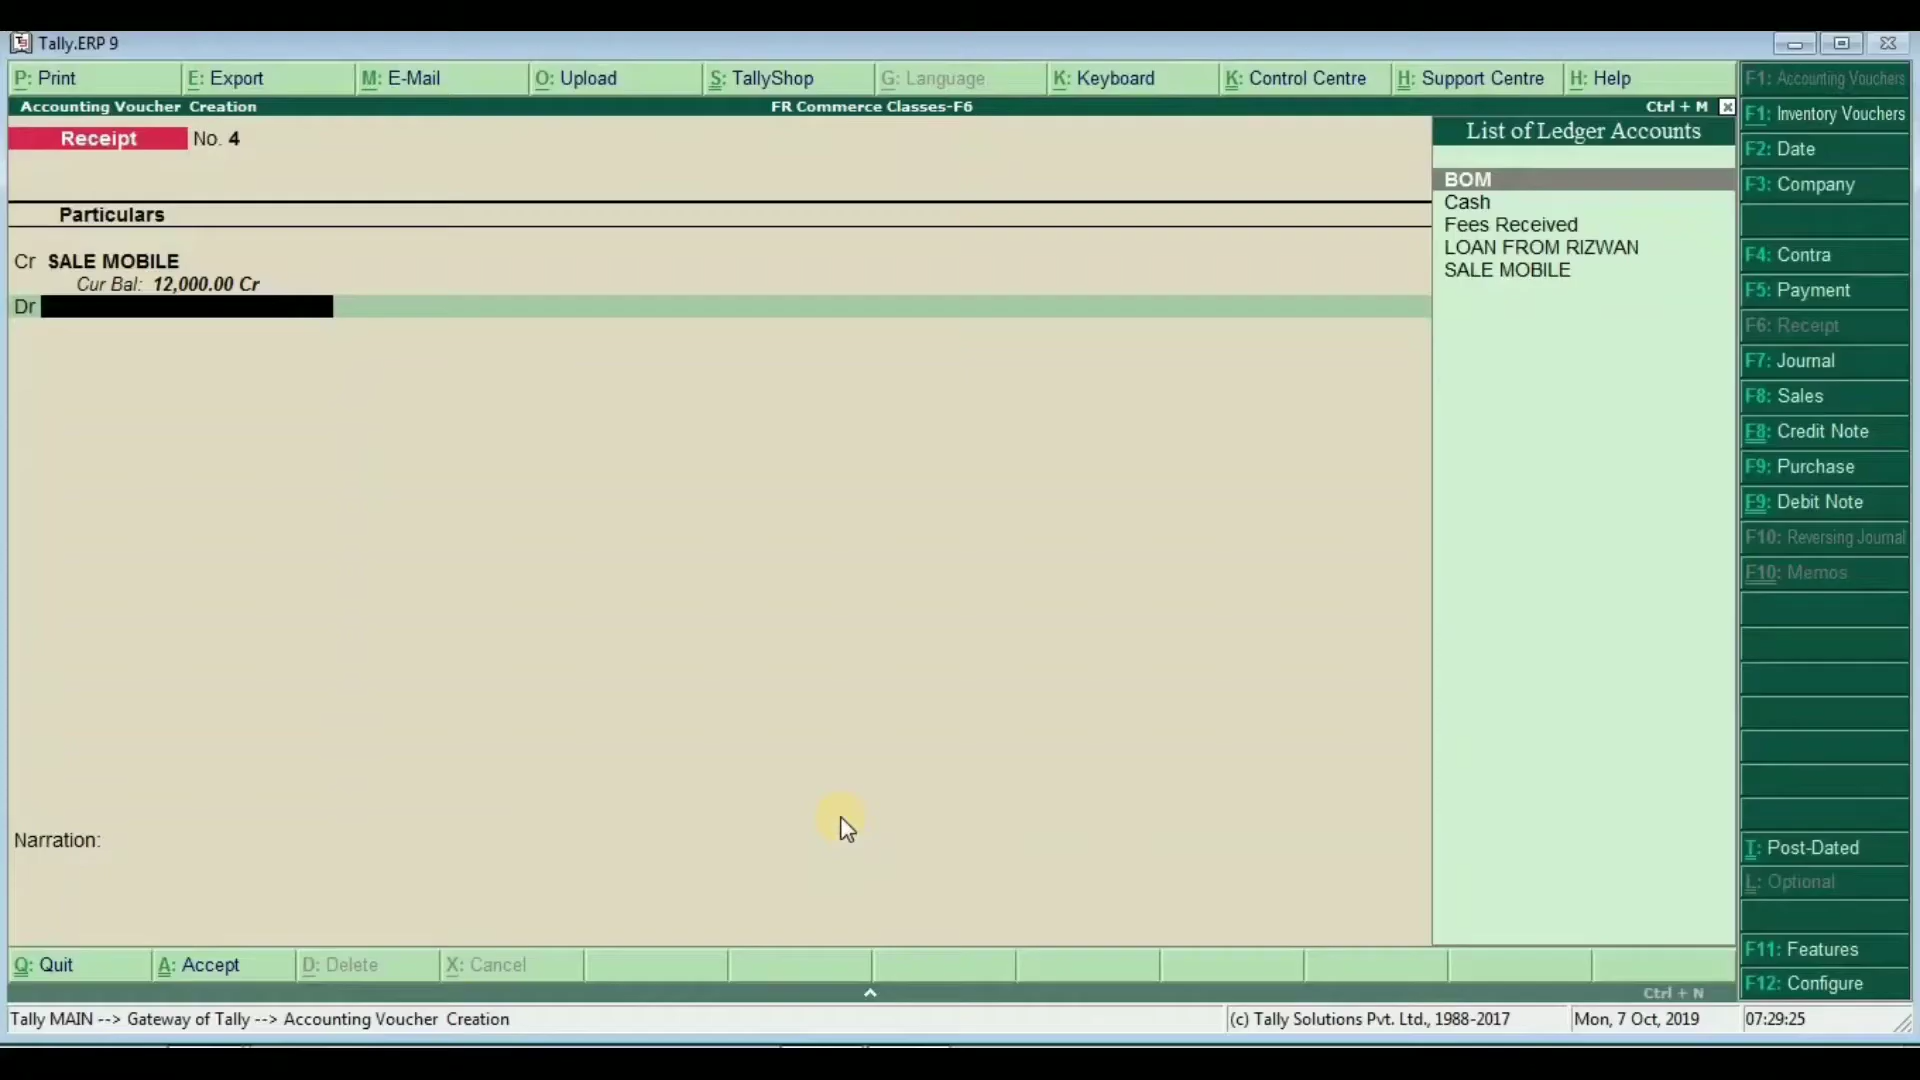 Tally.ERP 9
P: Print E: Export M: E-Mail O: Upload S: TallyShop G: Language K: Keyboard K: Control Centre H: Support Centre H: Help
Accounting Voucher Creation FR Commerce Classes-F6 Ctrl + M
Receipt No. 4
Particulars
Cr SALE MOBILE
Cur Bal: 12,000.00 Cr
Dr
Narration:
List of Ledger Accounts
BOM
Cash
Fees Received
LOAN FROM RIZWAN
SALE MOBILE
F1: Accounting Vouchers
F1: Inventory Vouchers
F2: Date
F3: Company
F4: Contra
F5: Payment
F6: Receipt
F7: Journal
F8: Sales
F8: Credit Note
F9: Purchase
F9: Debit Note
F10: Reversing Journal
F10: Memos
T: Post-Dated
L: Optional
F11: Features
F12: Configure
Q: Quit A: Accept D: Delete X: Cancel
Ctrl + N
Tally MAIN --> Gateway of Tally --> Accounting Voucher Creation (c) Tally Solutions Pvt. Ltd., 1988-2017 Mon, 7 Oct, 2019 07:29:25